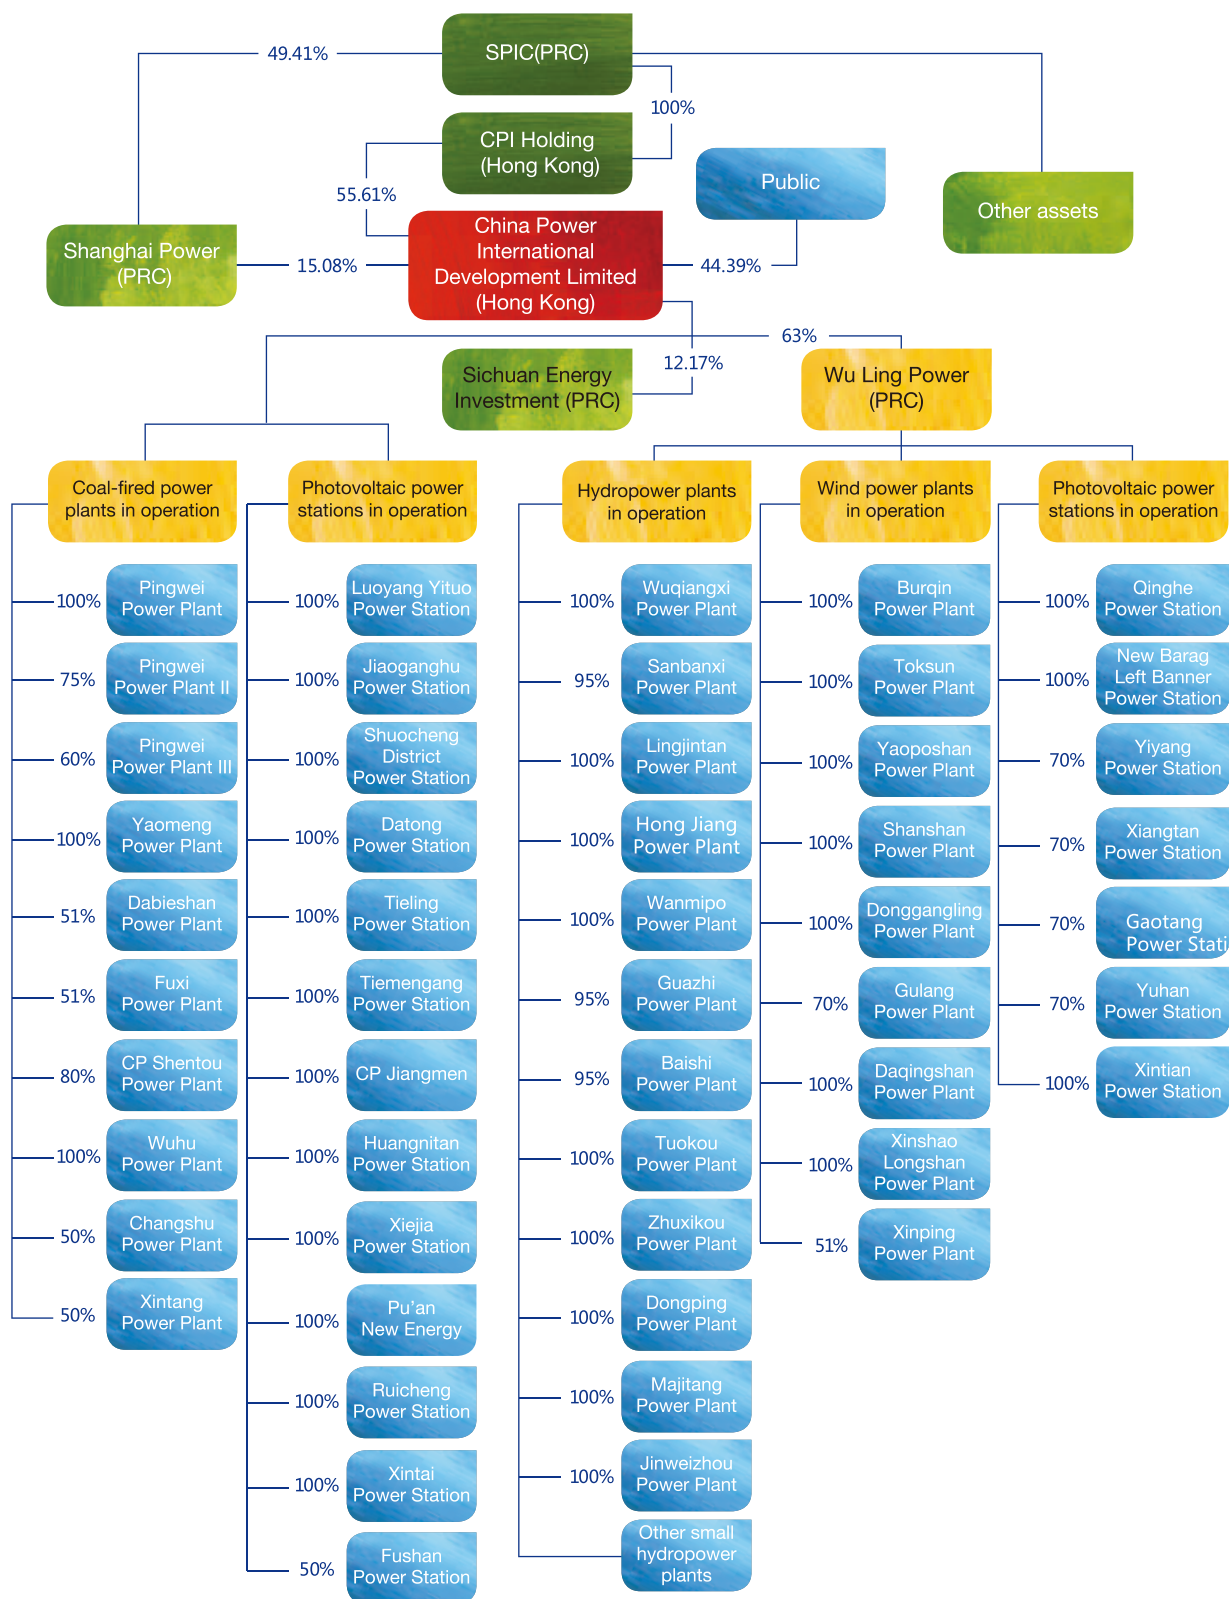 SPIC(PRC)
49.41%
100%
CPI Holding
(Hong Kong)
Public
55.61%
Other assets
China Power
International
Development Limited
(Hong Kong)
Shanghai Power
(PRC)
15.08%
44.39%
63%
12.17%
Sichuan Energy
Investment (PRC)
Wu Ling Power
(PRC)
Coal-fired power
plants in operation
100%
Pingwei
Power Plant
75%
Pingwei
Power Plant II
60%
Pingwei
Power Plant III
100%
Yaomeng
Power Plant
51%
Dabieshan
Power Plant
51%
Fuxi
Power Plant
80%
CP Shentou
Power Plant
100%
Wuhu
Power Plant
50%
Changshu
Power Plant
50%
Xintang
Power Plant
Photovoltaic power
stations in operation
100%
Luoyang Yituo
Power Station
100%
Jiaoganghu
Power Station
100%
Shuocheng
District
Power Station
100%
Datong
Power Station
100%
Tieling
Power Station
100%
Tiemengang
Power Station
100%
CP Jiangmen
100%
Huangnitan
Power Station
100%
Xiejia
Power Station
100%
Pu’an
New Energy
100%
Ruicheng
Power Station
100%
Xintai
Power Station
50%
Fushan
Power Station
Hydropower plants
in operation
100%
Wuqiangxi
Power Plant
95%
Sanbanxi
Power Plant
100%
Lingjintan
Power Plant
100%
Hong Jiang
Power Plant
100%
Wanmipo
Power Plant
95%
Guazhi
Power Plant
95%
Baishi
Power Plant
100%
Tuokou
Power Plant
100%
Zhuxikou
Power Plant
100%
Dongping
Power Plant
100%
Majitang
Power Plant
100%
Jinweizhou
Power Plant
Other small
hydropower
plants
Wind power plants
in operation
100%
Burqin
Power Plant
100%
Toksun
Power Plant
100%
Yaoposhan
Power Plant
100%
Shanshan
Power Plant
100%
Donggangling
Power Plant
70%
Gulang
Power Plant
100%
Daqingshan
Power Plant
100%
Xinshao
Longshan
Power Plant
51%
Xinping
Power Plant
Photovoltaic power
stations in operation
100%
Qinghe
Power Station
100%
New Barag
Left Banner
Power Station
70%
Yiyang
Power Station
70%
Xiangtan
Power Station
70%
Gaotang
Power Stati
70%
Yuhan
Power Station
100%
Xintian
Power Station